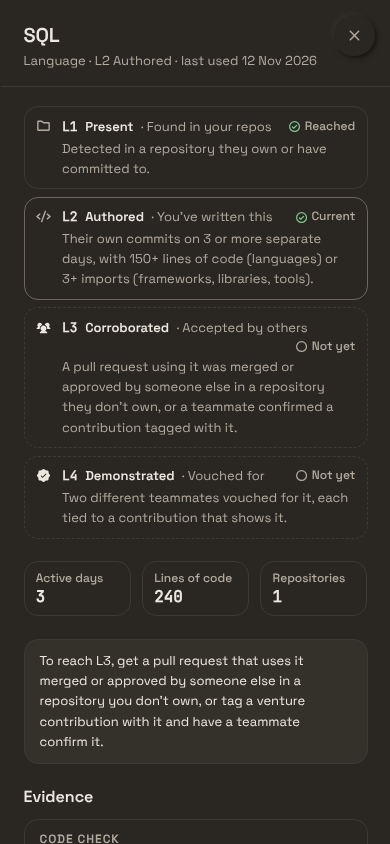 SQL
Language · L2 Authored · last used 12 Nov 2026
L1 Present · Found in your repos Reached
Detected in a repository they own or have
committed to.
L2 Authored · You've written this Current
Their own commits on 3 or more separate
days, with 150+ lines of code (languages) or
3+ imports (frameworks, libraries, tools).
L3 Corroborated · Accepted by others
Not yet
A pull request using it was merged or
approved by someone else in a repository
they don't own, or a teammate confirmed a
contribution tagged with it.
L4 Demonstrated · Vouched for Not yet
Two different teammates vouched for it, each
tied to a contribution that shows it.
Active days Lines of code Repositories
3 240 1
To reach L3, get a pull request that uses it
merged or approved by someone else in a
repository you don't own, or tag a venture
contribution with it and have a teammate
confirm it.
Evidence
CODE CHECK